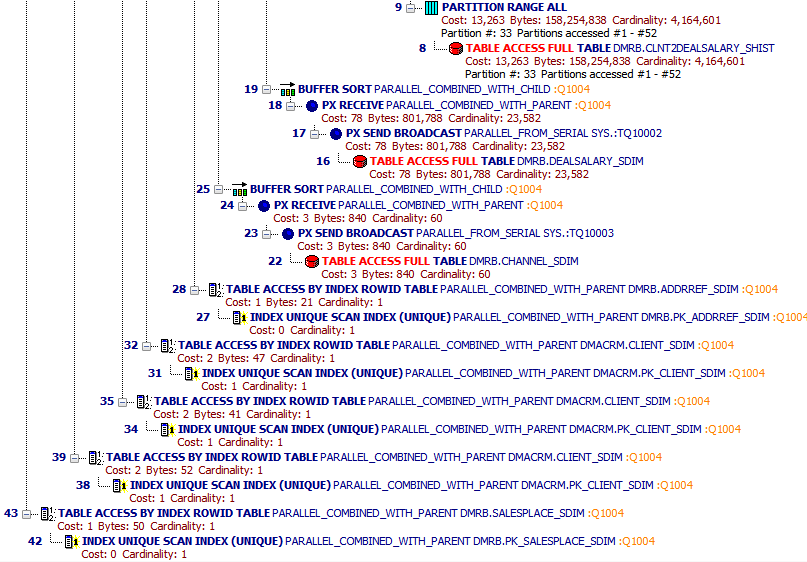 9 PARTITION RANGE ALL
Cost: 13,263 Bytes: 158,254,838 Cardinality: 4,164,601
Partition #: 33 Partitions accessed #1 - #52
8 TABLE ACCESS FULL TABLE DMRB.CLNT2DEALSALARY_SHIST
Cost: 13,263 Bytes: 158,254,838 Cardinality: 4,164,601
Partition #: 33 Partitions accessed #1 - #52
19 BUFFER SORT PARALLEL_COMBINED_WITH_CHILD :Q1004
18 PX RECEIVE PARALLEL_COMBINED_WITH_PARENT :Q1004
Cost: 78 Bytes: 801,788 Cardinality: 23,582
17 PX SEND BROADCAST PARALLEL_FROM_SERIAL SYS.:TQ10002
Cost: 78 Bytes: 801,788 Cardinality: 23,582
16 TABLE ACCESS FULL TABLE DMRB.DEALSALARY_SDIM
Cost: 78 Bytes: 801,788 Cardinality: 23,582
25 BUFFER SORT PARALLEL_COMBINED_WITH_CHILD :Q1004
24 PX RECEIVE PARALLEL_COMBINED_WITH_PARENT :Q1004
Cost: 3 Bytes: 840 Cardinality: 60
23 PX SEND BROADCAST PARALLEL_FROM_SERIAL SYS.:TQ10003
Cost: 3 Bytes: 840 Cardinality: 60
22 TABLE ACCESS FULL TABLE DMRB.CHANNEL_SDIM
Cost: 3 Bytes: 840 Cardinality: 60
28 TABLE ACCESS BY INDEX ROWID TABLE PARALLEL_COMBINED_WITH_PARENT DMRB.ADDRREF_SDIM :Q1004
Cost: 1 Bytes: 21 Cardinality: 1
27 INDEX UNIQUE SCAN INDEX (UNIQUE) PARALLEL_COMBINED_WITH_PARENT DMRB.PK_ADDRREF_SDIM :Q1004
Cost: 0 Cardinality: 1
32 TABLE ACCESS BY INDEX ROWID TABLE PARALLEL_COMBINED_WITH_PARENT DMACRM.CLIENT_SDIM :Q1004
Cost: 2 Bytes: 47 Cardinality: 1
31 INDEX UNIQUE SCAN INDEX (UNIQUE) PARALLEL_COMBINED_WITH_PARENT DMACRM.PK_CLIENT_SDIM :Q1004
Cost: 1 Cardinality: 1
35 TABLE ACCESS BY INDEX ROWID TABLE PARALLEL_COMBINED_WITH_PARENT DMACRM.CLIENT_SDIM :Q1004
Cost: 2 Bytes: 41 Cardinality: 1
34 INDEX UNIQUE SCAN INDEX (UNIQUE) PARALLEL_COMBINED_WITH_PARENT DMACRM.PK_CLIENT_SDIM :Q1004
Cost: 1 Cardinality: 1
39 TABLE ACCESS BY INDEX ROWID TABLE PARALLEL_COMBINED_WITH_PARENT DMACRM.CLIENT_SDIM :Q1004
Cost: 2 Bytes: 52 Cardinality: 1
38 INDEX UNIQUE SCAN INDEX (UNIQUE) PARALLEL_COMBINED_WITH_PARENT DMACRM.PK_CLIENT_SDIM :Q1004
Cost: 1 Cardinality: 1
43 TABLE ACCESS BY INDEX ROWID TABLE PARALLEL_COMBINED_WITH_PARENT DMRB.SALESPLACE_SDIM :Q1004
Cost: 1 Bytes: 50 Cardinality: 1
42 INDEX UNIQUE SCAN INDEX (UNIQUE) PARALLEL_COMBINED_WITH_PARENT DMRB.PK_SALESPLACE_SDIM :Q1004
Cost: 0 Cardinality: 1